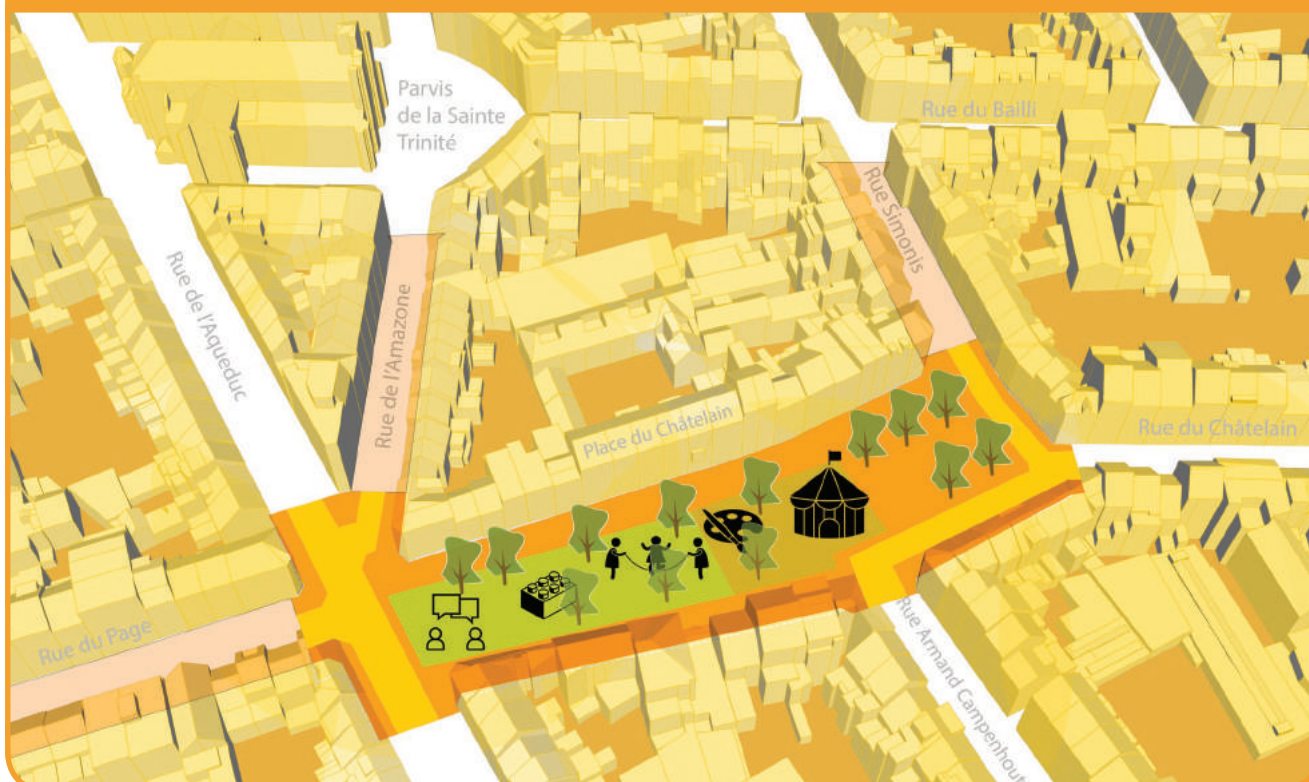 Parvis
de la Sainte
Trinité
Rue du Bailli
Rue Simonis
Rue de l'Aqueduc
Rue de l'Amazone
Place du Châtelain
Rue du Châtelain
Rue du Page
Rue Armand Campenhout